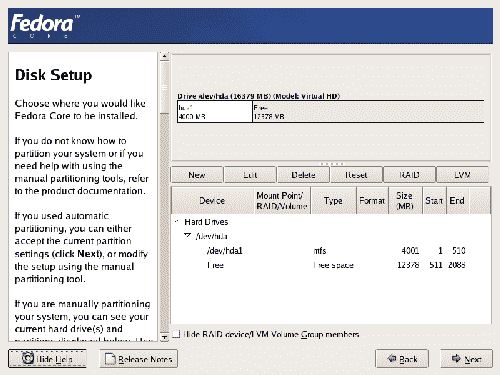 Fedora™
CORE
Disk Setup
Choose where you would like
Fedora Core to be installed.
If you do not know how to
partition your system or if you
need help with using the
manual partitioning tools, refer
to the product documentation.
If you used automatic
partitioning, you can either
accept the current partition
settings (click Next), or modify
the setup using the manual
partitioning tool.
If you are manually partitioning
your system, you can see your
current hard drive(s) and
Drive /dev/hda (16379 MB) (Model: Virtual HD)
hda1 Free
4000 MB 12378 MB
New Edit Delete Reset RAID LVM
Device Mount Point/ RAID/Volume Type Format Size (MB) Start End
Hard Drives
/dev/hda
/dev/hda1 ntfs 4001 1 510
Free Free space 12378 511 2088
Hide RAID device/LVM Volume Group members
Hide Help Release Notes Back Next